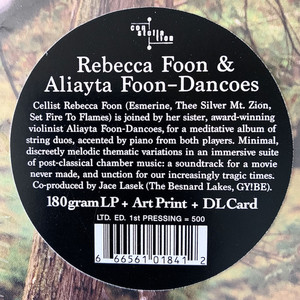 constellation
Rebecca Foon &
Aliayta Foon-Dancoes
Cellist Rebecca Foon (Esmerine, Thee Silver Mt. Zion,
Set Fire To Flames) is joined by her sister, award-winning
violinist Aliayta Foon-Dancoes, for a meditative album of
string duos, accented by piano from both players. Minimal,
discreetly melodic thematic variations in an immersive suite
of post-classical chamber music: a soundtrack for a movie
never made, and unction for our increasingly tragic times.
Co-produced by Jace Lasek (The Besnard Lakes, GY!BE).
180gram LP + Art Print + DL Card
LTD. ED. 1st PRESSING = 500
6 66561 01841 2